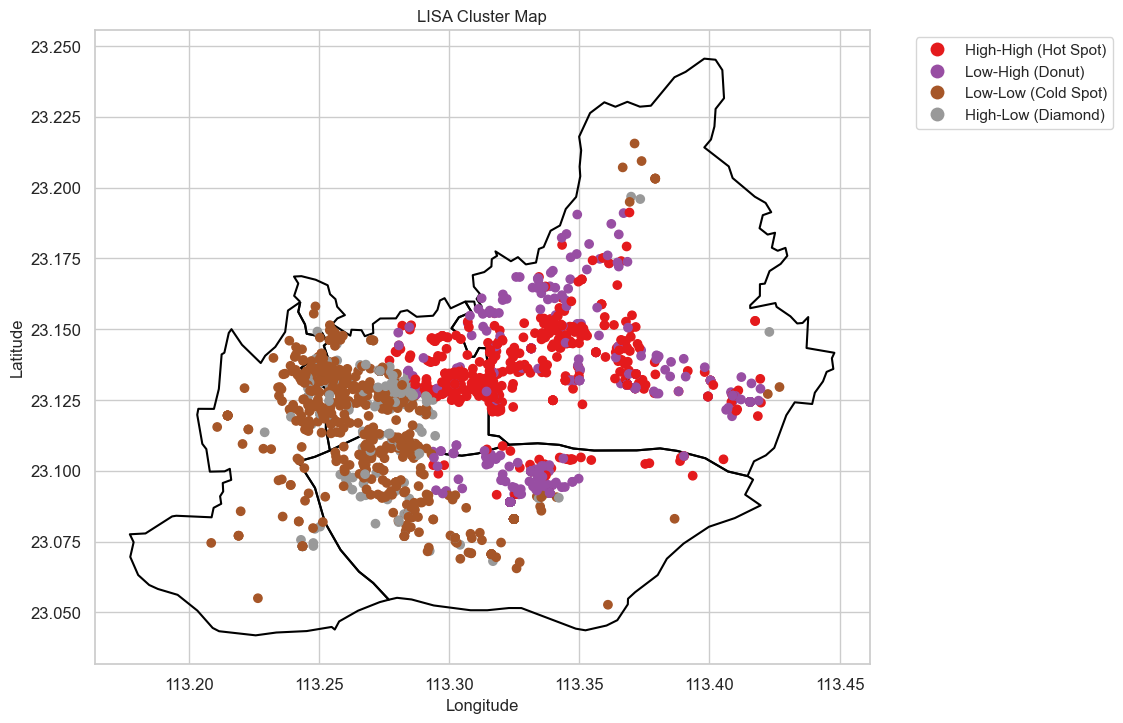 LISA Cluster Map
High-High (Hot Spot)
Low-High (Donut)
Low-Low (Cold Spot)
High-Low (Diamond)
Latitude
23.250
23.225
23.200
23.175
23.150
23.125
23.100
23.075
23.050
113.20 113.25 113.30 113.35 113.40 113.45
Longitude